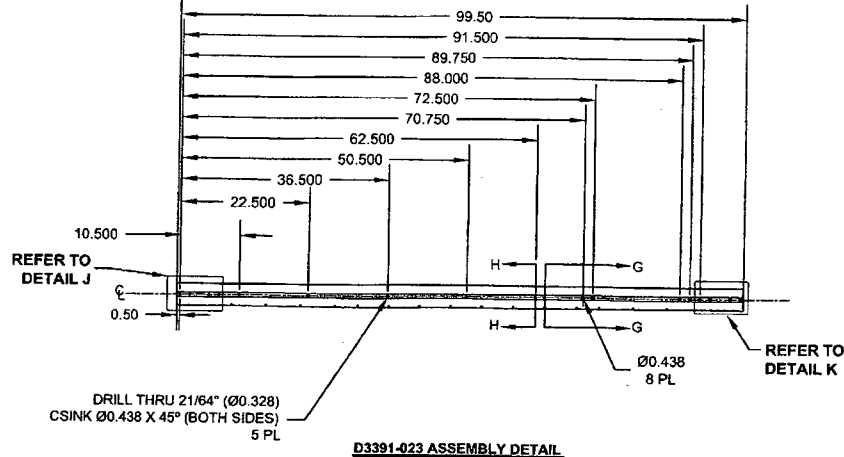 99.50
91.500
89.750
88.000
72.500
70.750
62.500
50.500
36.500
22.500
10.500
REFER TO
DETAIL J
H
G
℄
0.50
H
G
REFER TO
DETAIL K
Ø0.438
8 PL
DRILL THRU 21/64" (Ø0.328)
CSINK Ø0.438 X 45° (BOTH SIDES)
5 PL
D3391-023 ASSEMBLY DETAIL